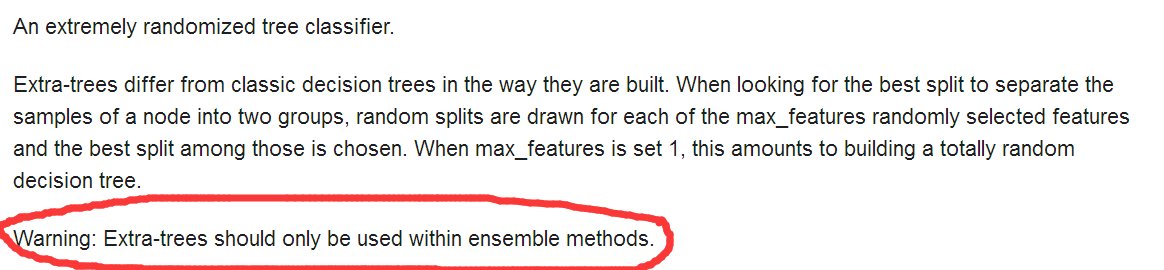 An extremely randomized tree classifier.
Extra-trees differ from classic decision trees in the way they are built. When looking for the best split to separate the
samples of a node into two groups, random splits are drawn for each of the max_features randomly selected features
and the best split among those is chosen. When max_features is set 1, this amounts to building a totally random
decision tree.
Warning: Extra-trees should only be used within ensemble methods.